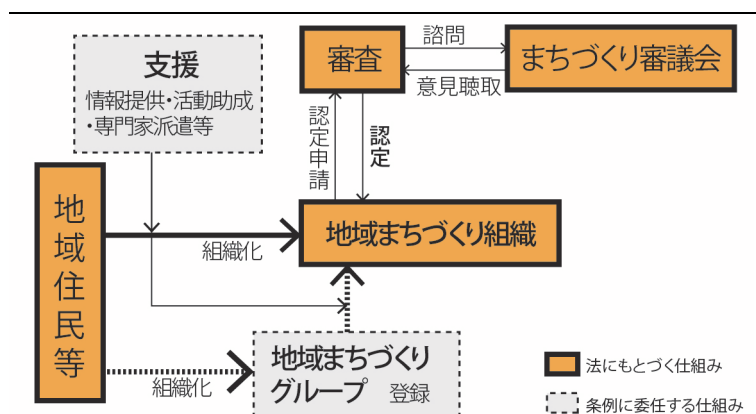 支援
情報提供・活動助成
・専門家派遣等
審査
諮問
意見聴取
まちづくり審議会
認定申請
認定
地域住民等
組織化
地域まちづくり組織
組織化
地域まちづくり
グループ 登録
法にもとづく仕組み
条例に委任する仕組み